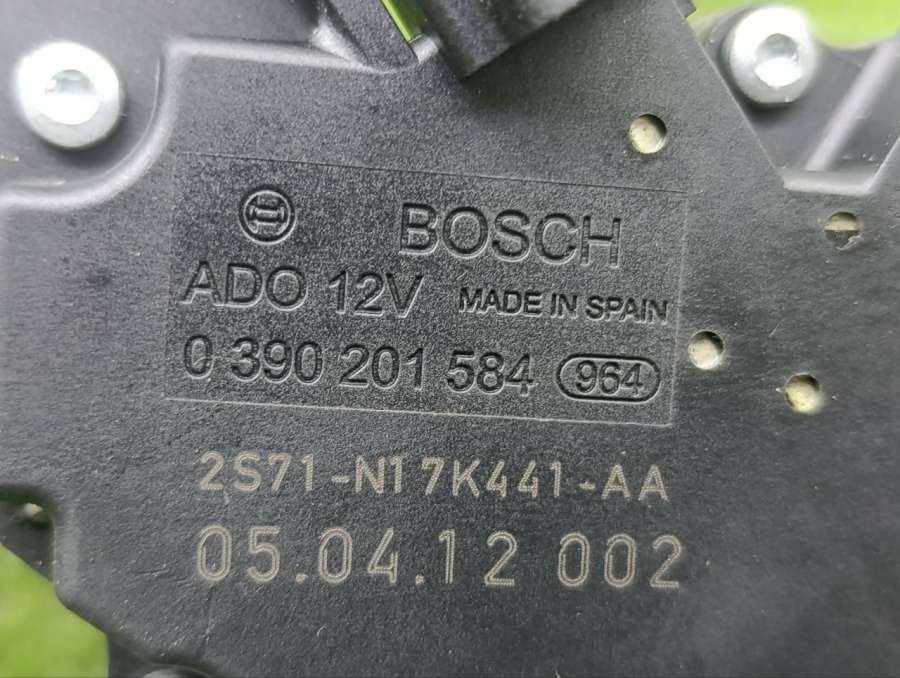 BOSCH
ADO 12V MADE IN SPAIN
0 390 201 584 964
2S71-N17K441-AA
05.04.12 002